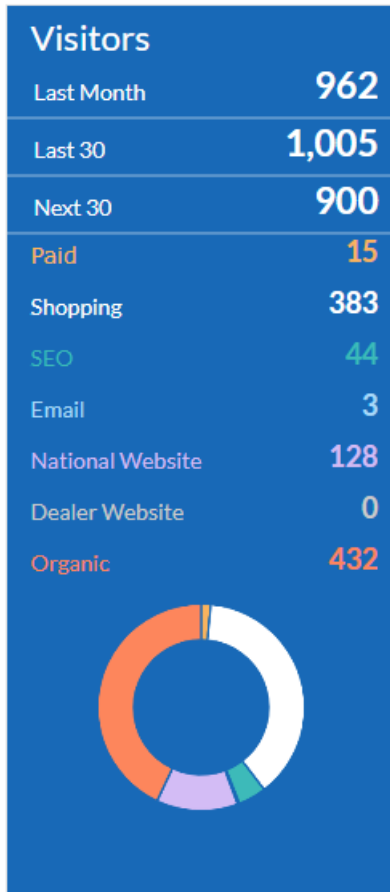 Visitors
Last Month 962
Last 30 1,005
Next 30 900
Paid 15
Shopping 383
SEO 44
Email 3
National Website 128
Dealer Website 0
Organic 432